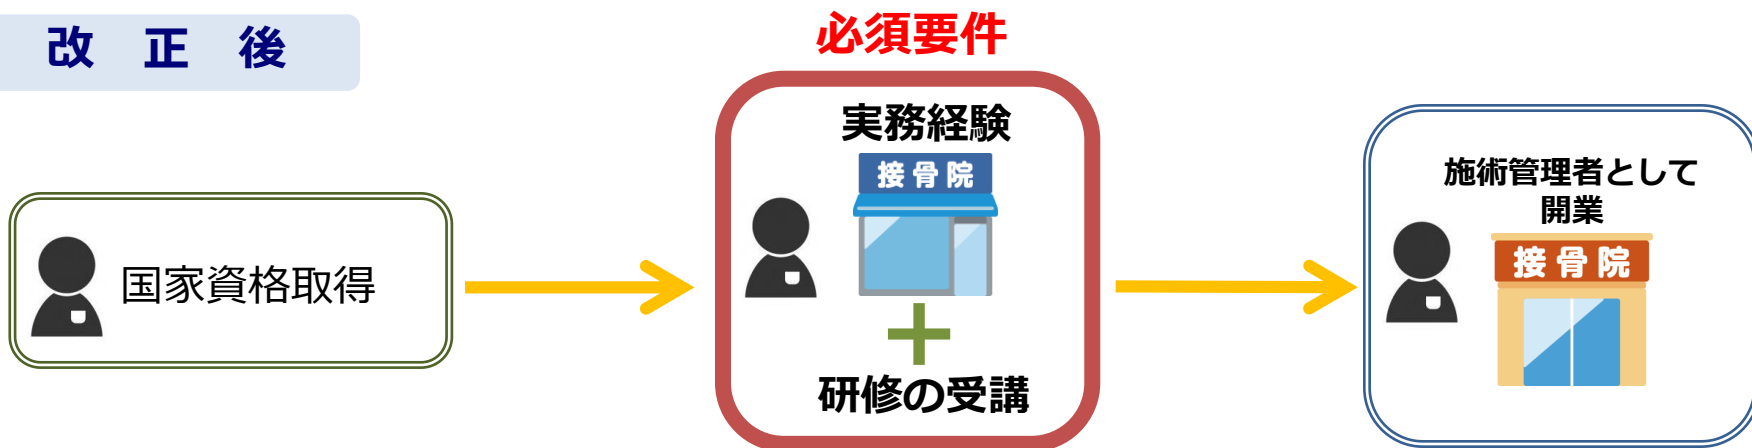 改正後
必須要件
国家資格取得
実務経験
接骨院
研修の受講
施術管理者として
開業
接骨院